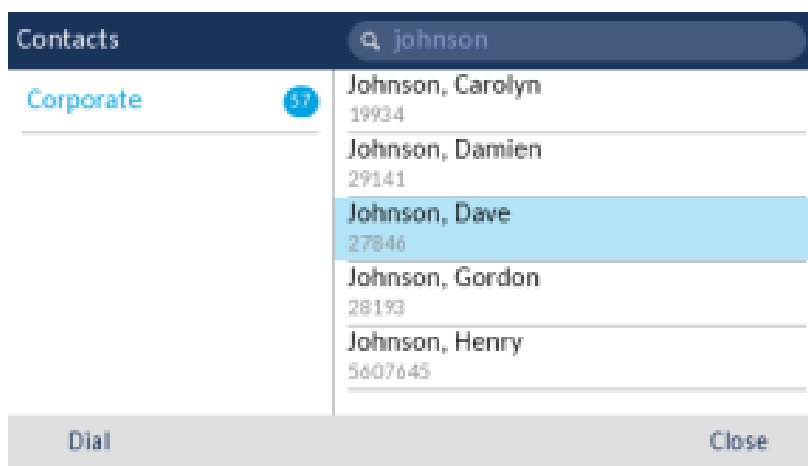 Contacts
johnson
Corporate
57
Johnson, Carolyn
19934
Johnson, Damien
29141
Johnson, Dave
27846
Johnson, Gordon
28193
Johnson, Henry
5607645
Dial
Close